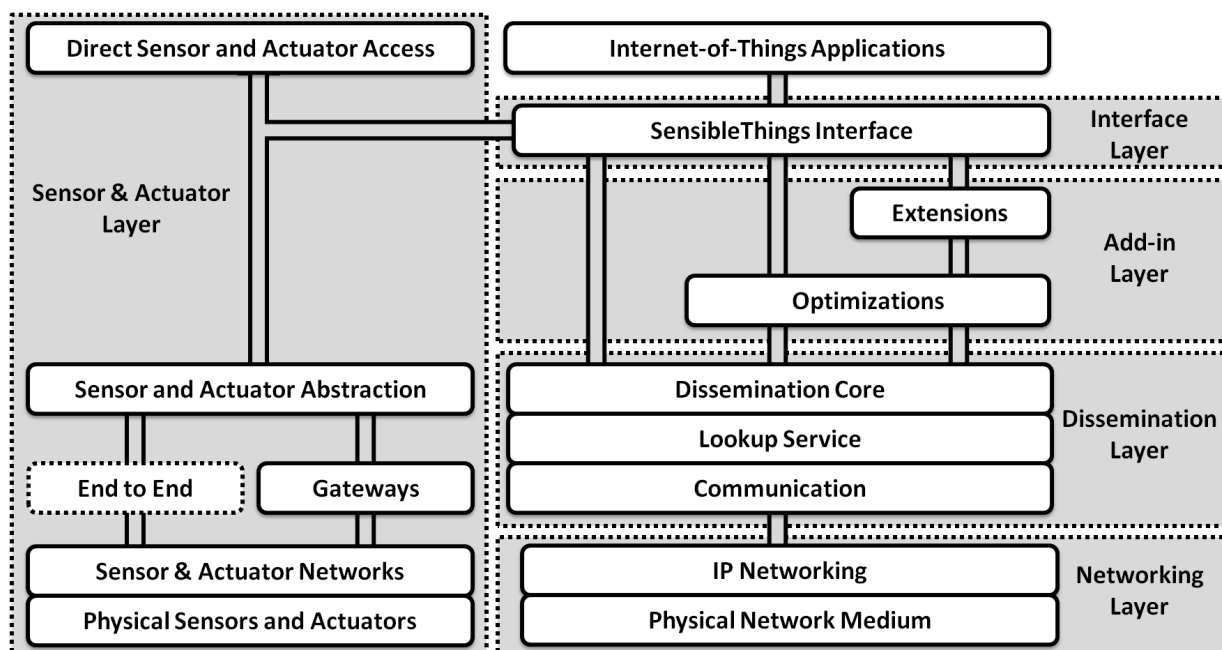 Direct Sensor and Actuator Access
Internet-of-Things Applications
SensibleThings Interface
Interface
Layer
Sensor & Actuator
Layer
Extensions
Add-in
Layer
Optimizations
Sensor and Actuator Abstraction
Dissemination Core
Lookup Service
Dissemination
Layer
End to End
Gateways
Communication
Sensor & Actuator Networks
IP Networking
Networking
Layer
Physical Sensors and Actuators
Physical Network Medium